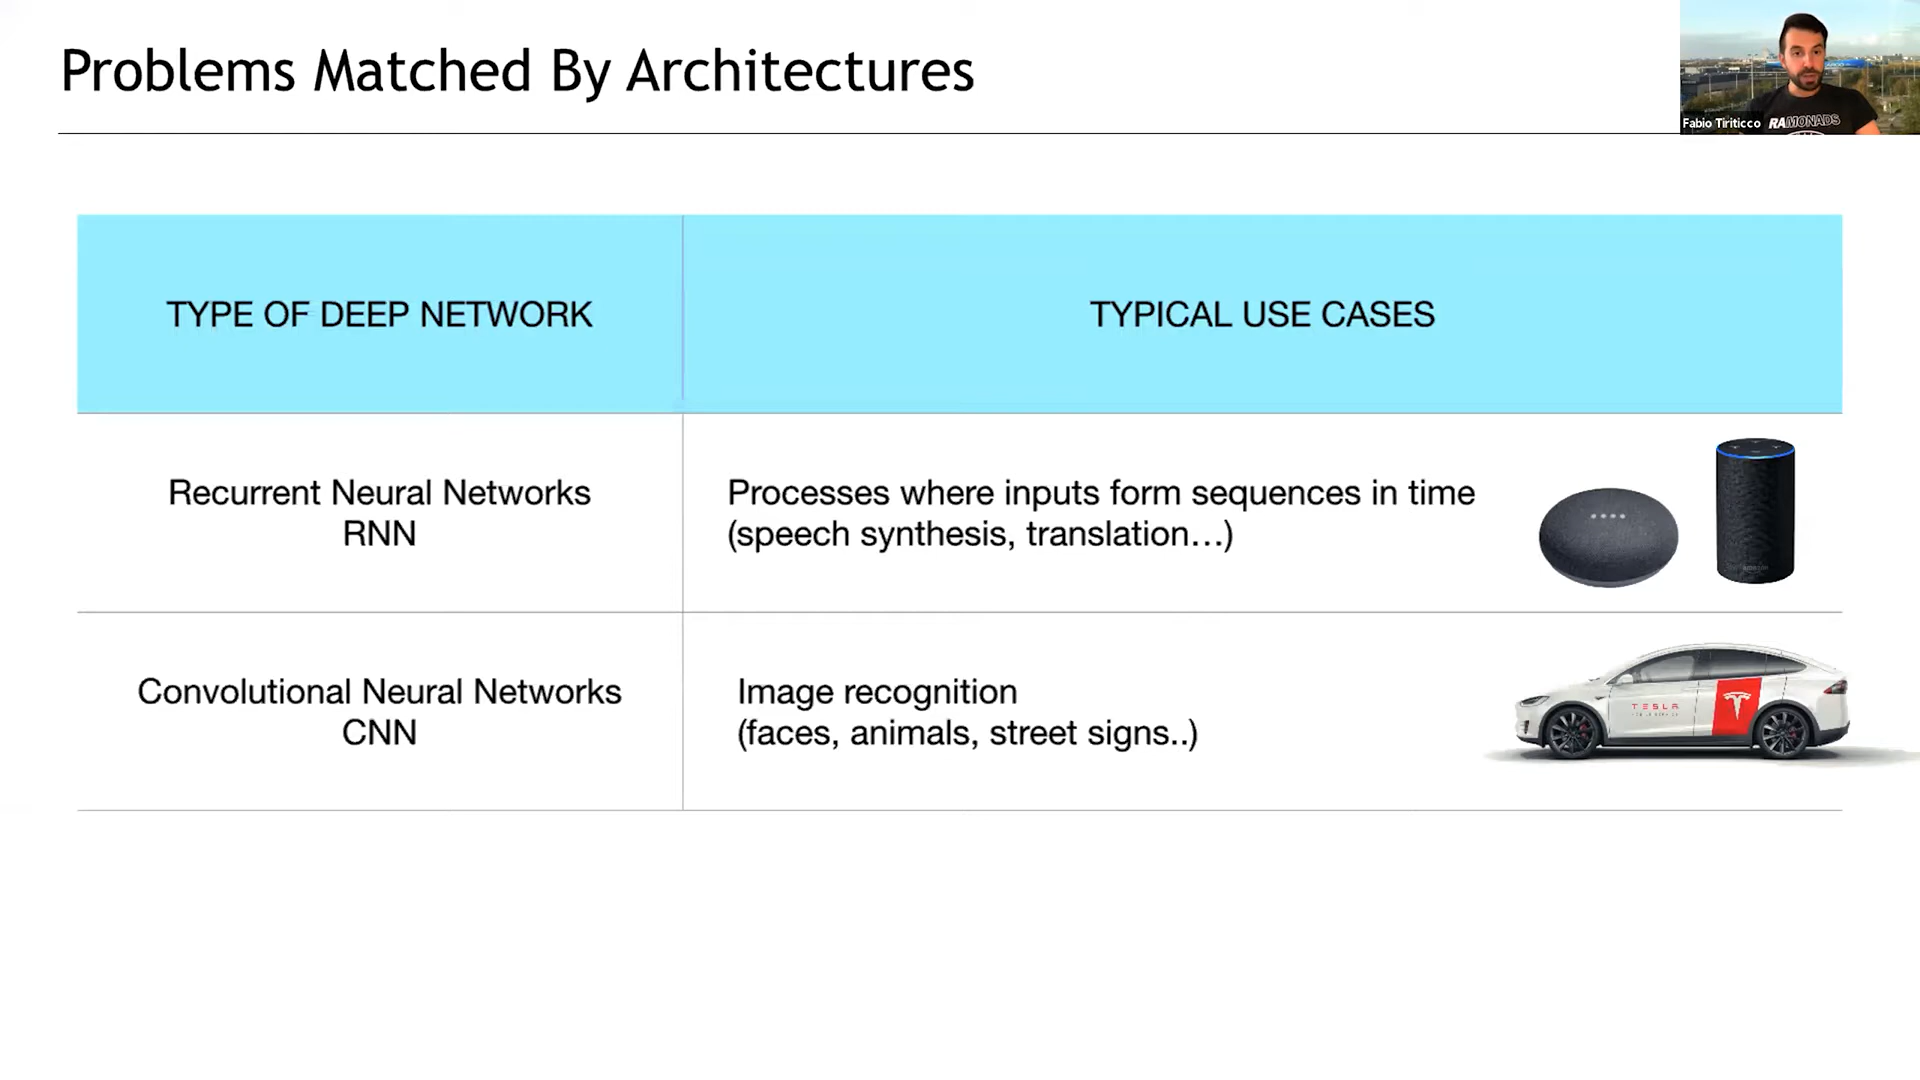 Problems Matched By Architectures
Fabio Tiriticco
RAMONADS
TYPE OF DEEP NETWORK
TYPICAL USE CASES
Recurrent Neural Networks
RNN
Processes where inputs form sequences in time
(speech synthesis, translation…)
Convolutional Neural Networks
CNN
Image recognition
(faces, animals, street signs..)
TESLA